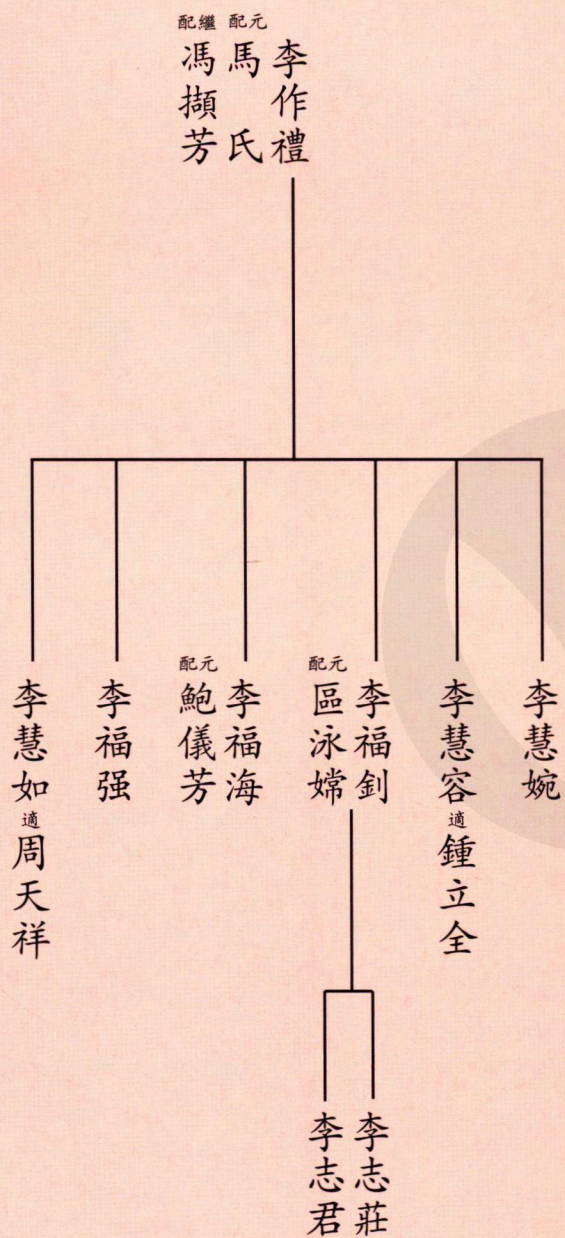 李作禮
元配
馬氏
繼配
馮擷芳
李慧婉
李慧容適鍾立全
李福釗
元配
區泳嫦
李福海
元配
鮑儀芳
李福强
李慧如適周天祥
李志莊
李志君